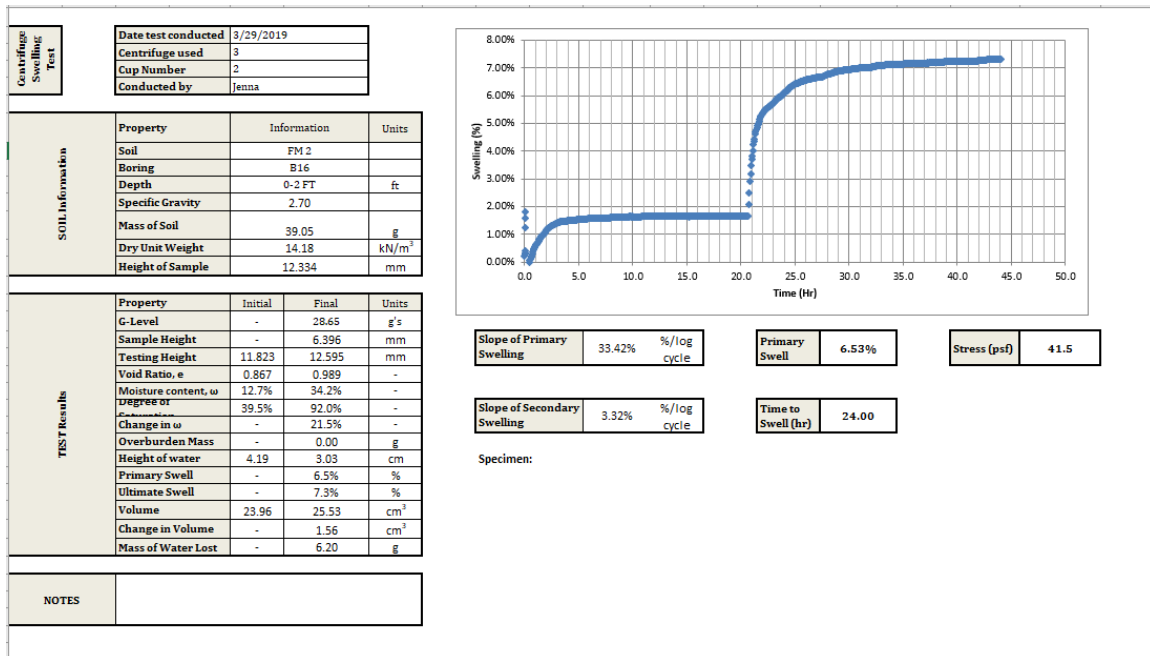 Centrifuge
Swelling
Test
Date test conducted 3/29/2019
Centrifuge used 3
Cup Number 2
Conducted by Jenna
SOIL Information
Property Information Units
Soil FM 2
Boring B16
Depth 0-2 FT ft
Specific Gravity 2.70
Mass of Soil 39.05 g
Dry Unit Weight 14.18 kN/m³
Height of Sample 12.334 mm
TEST Results
Property Initial Final Units
G-Level - 28.65 g's
Sample Height - 6.396 mm
Testing Height 11.823 12.595 mm
Void Ratio, e 0.867 0.989 -
Moisture content, ω 12.7% 34.2% -
Degree of 39.5% 92.0% -
Change in ω - 21.5% -
Overburden Mass - 0.00 g
Height of water 4.19 3.03 cm
Primary Swell - 6.5% %
Ultimate Swell - 7.3% %
Volume 23.96 25.53 cm³
Change in Volume - 1.56 cm³
Mass of Water Lost - 6.20 g
NOTES
8.00%
7.00%
6.00%
5.00%
4.00%
3.00%
2.00%
1.00%
0.00%
Swelling (%)
0.0 5.0 10.0 15.0 20.0 25.0 30.0 35.0 40.0 45.0 50.0
Time (Hr)
Slope of Primary
Swelling
33.42% %/log
cycle
Primary
Swell
6.53%
Stress (psf) 41.5
Slope of Secondary
Swelling
3.32% %/log
cycle
Time to
Swell (hr)
24.00
Specimen: